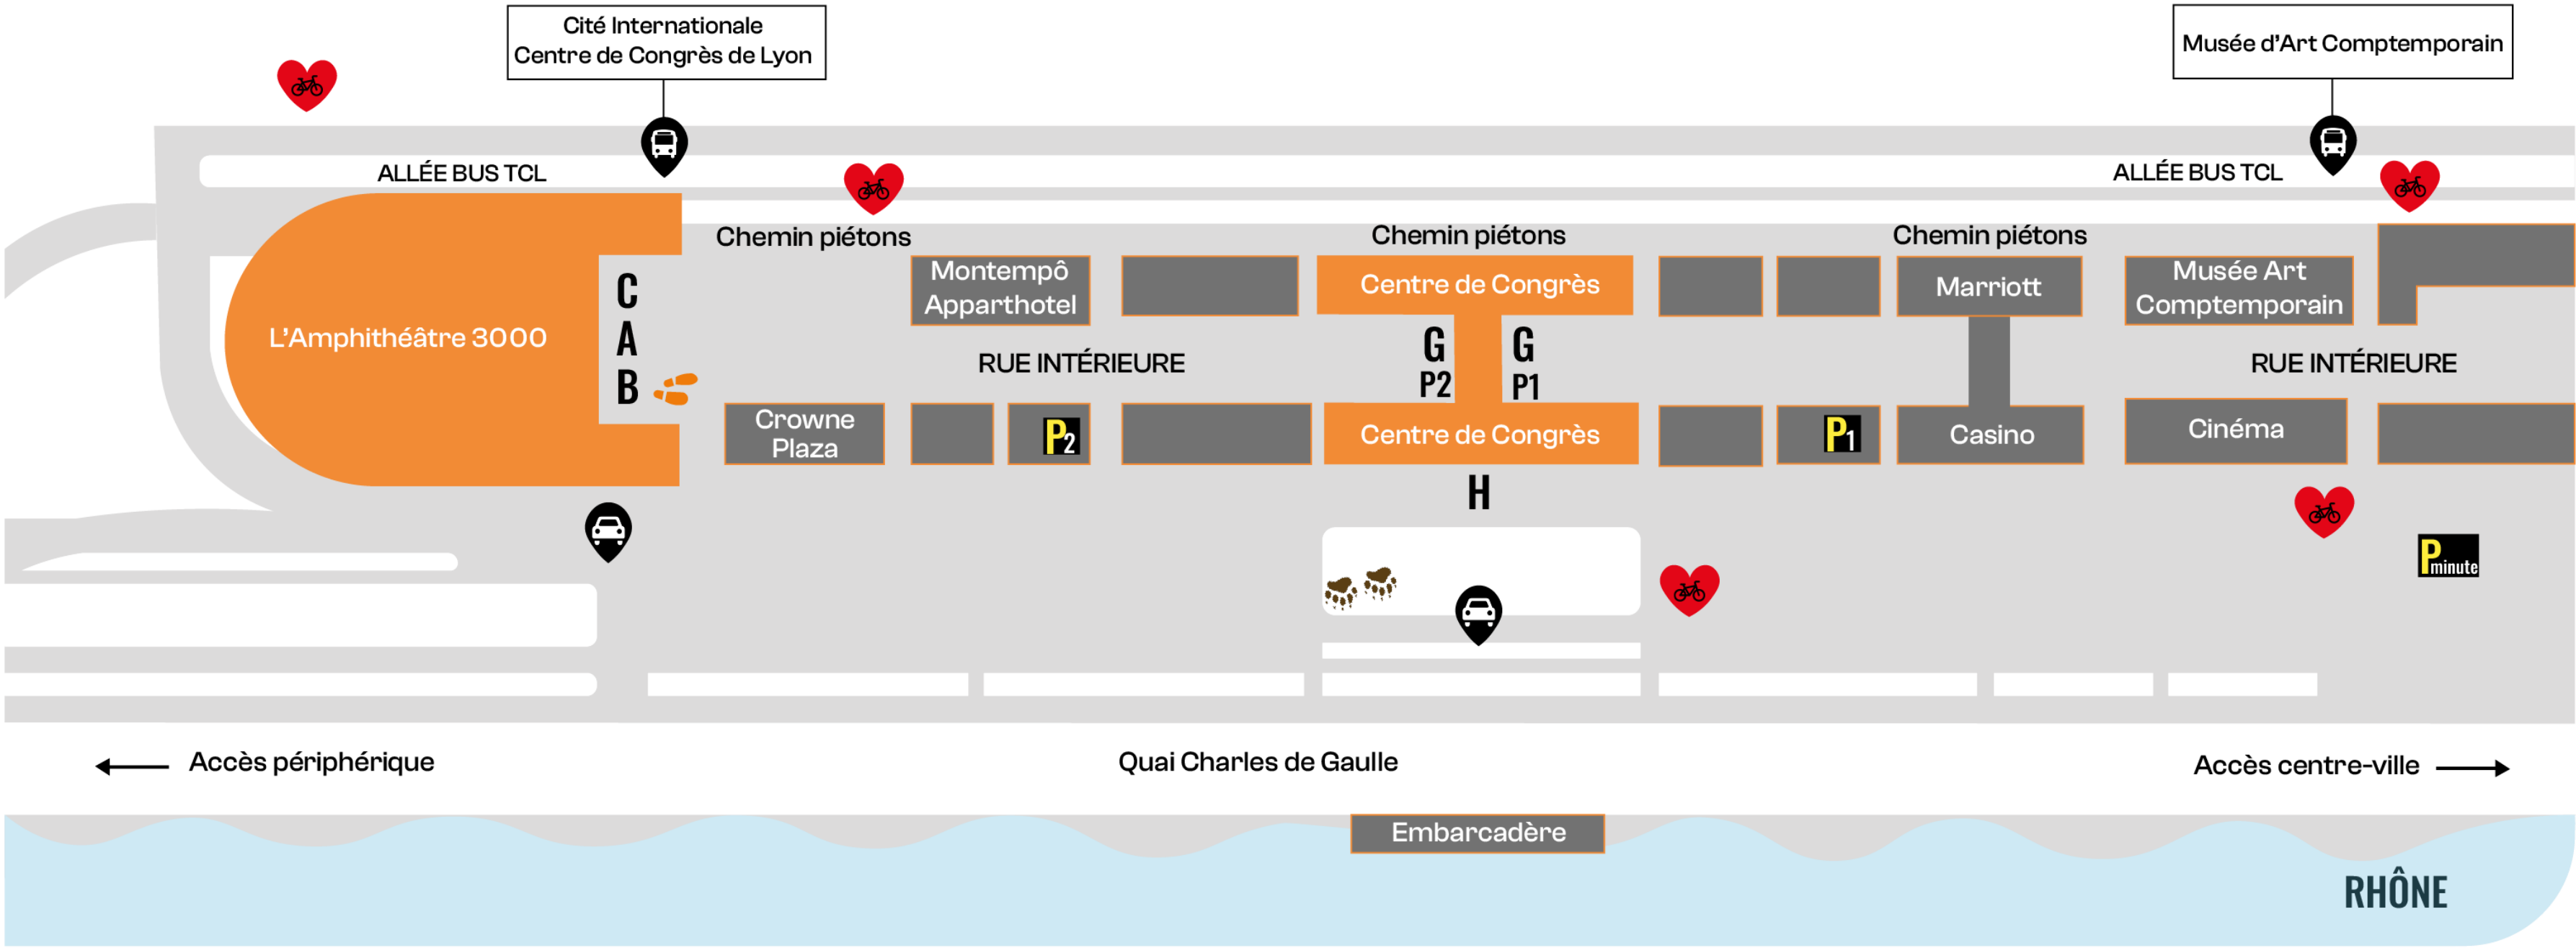 Cité Internationale
Centre de Congrès de Lyon
Musée d'Art Comptemporain
ALLÉE BUS TCL
ALLÉE BUS TCL
Chemin piétons
Chemin piétons
Chemin piétons
L'Amphithéâtre 3000
C
A
B
Montempô
Apparthotel
Centre de Congrès
Marriott
Musée Art
Comptemporain
RUE INTÉRIEURE
G
P2
G
P1
RUE INTÉRIEURE
Crowne
Plaza
P2
Centre de Congrès
P1
Casino
Cinéma
H
Pminute
Accès périphérique
Quai Charles de Gaulle
Accès centre-ville
Embarcadère
RHÔNE